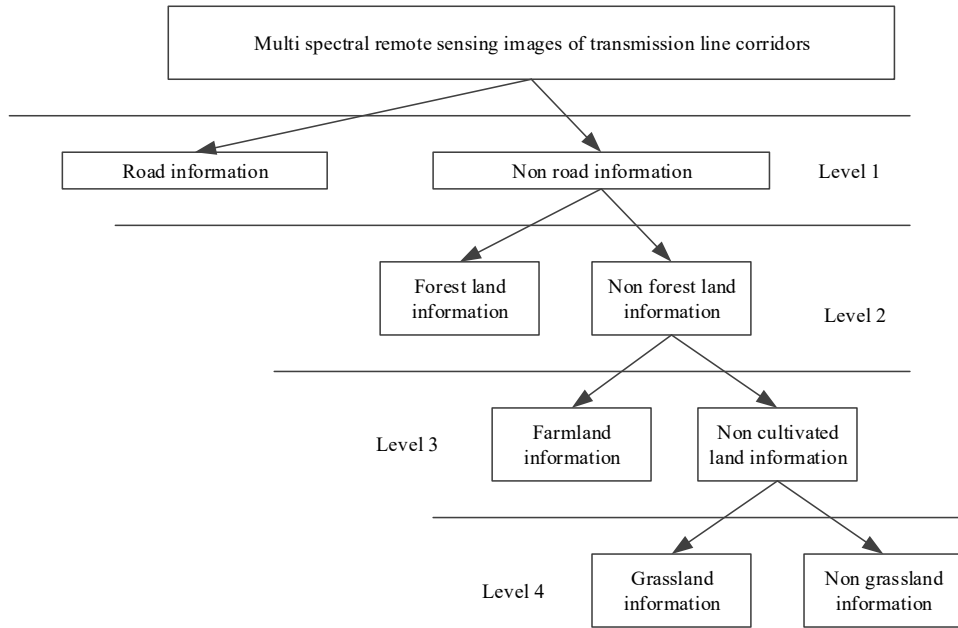 Multi spectral remote sensing images of transmission line corridors
Road information
Non road information
Level 1
Forest land
information
Non forest land
information
Level 2
Level 3
Farmland
information
Non cultivated
land information
Level 4
Grassland
information
Non grassland
information